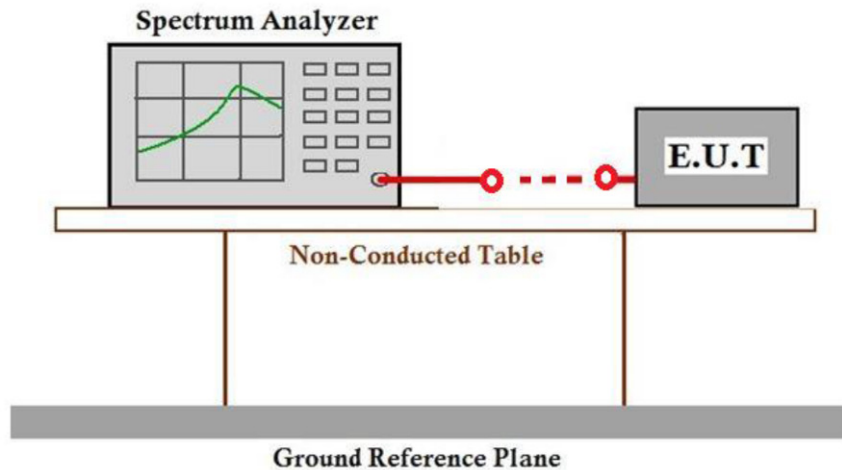 Spectrum Analyzer
E.U.T
Non-Conducted Table
Ground Reference Plane